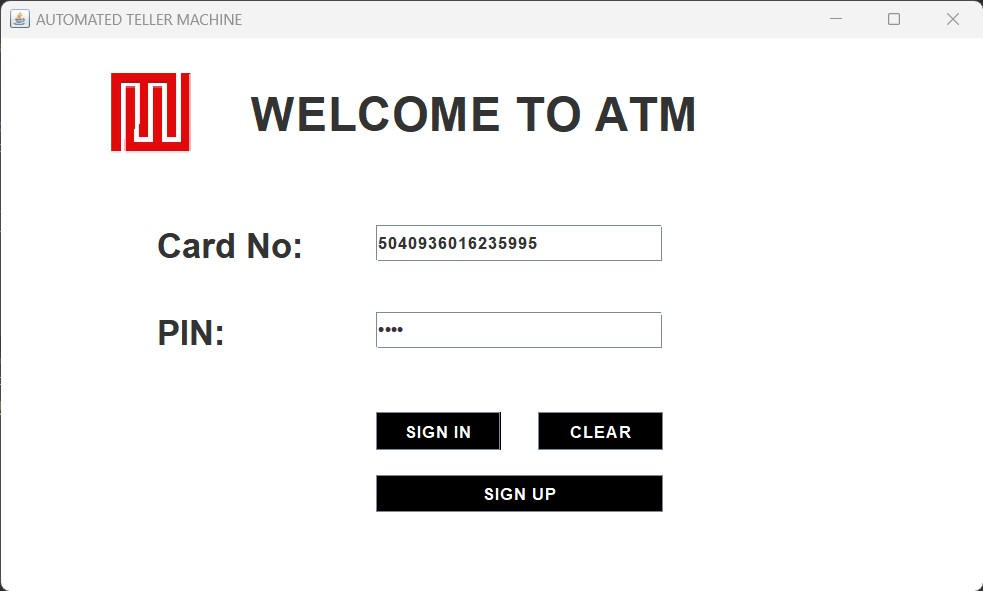 AUTOMATED TELLER MACHINE
WELCOME TO ATM
Card No: 5040936016235995
PIN: ••••
SIGN IN CLEAR
SIGN UP